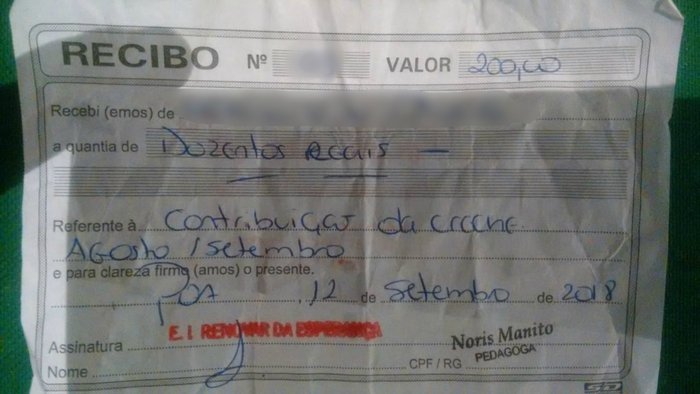 RECIBO Nº VALOR 200,00
Recebi (emos) de
a quantia de Duzentos reais
Referente à Contribuiçao da creche
Agosto / setembro
e para clareza firmo (amos) o presente.
POA , 12 de setembro de 2018
E. I RENOVAR DA ESPERANÇA
Noris Manito
PEDAGOGA
Assinatura
Nome CPF / RG